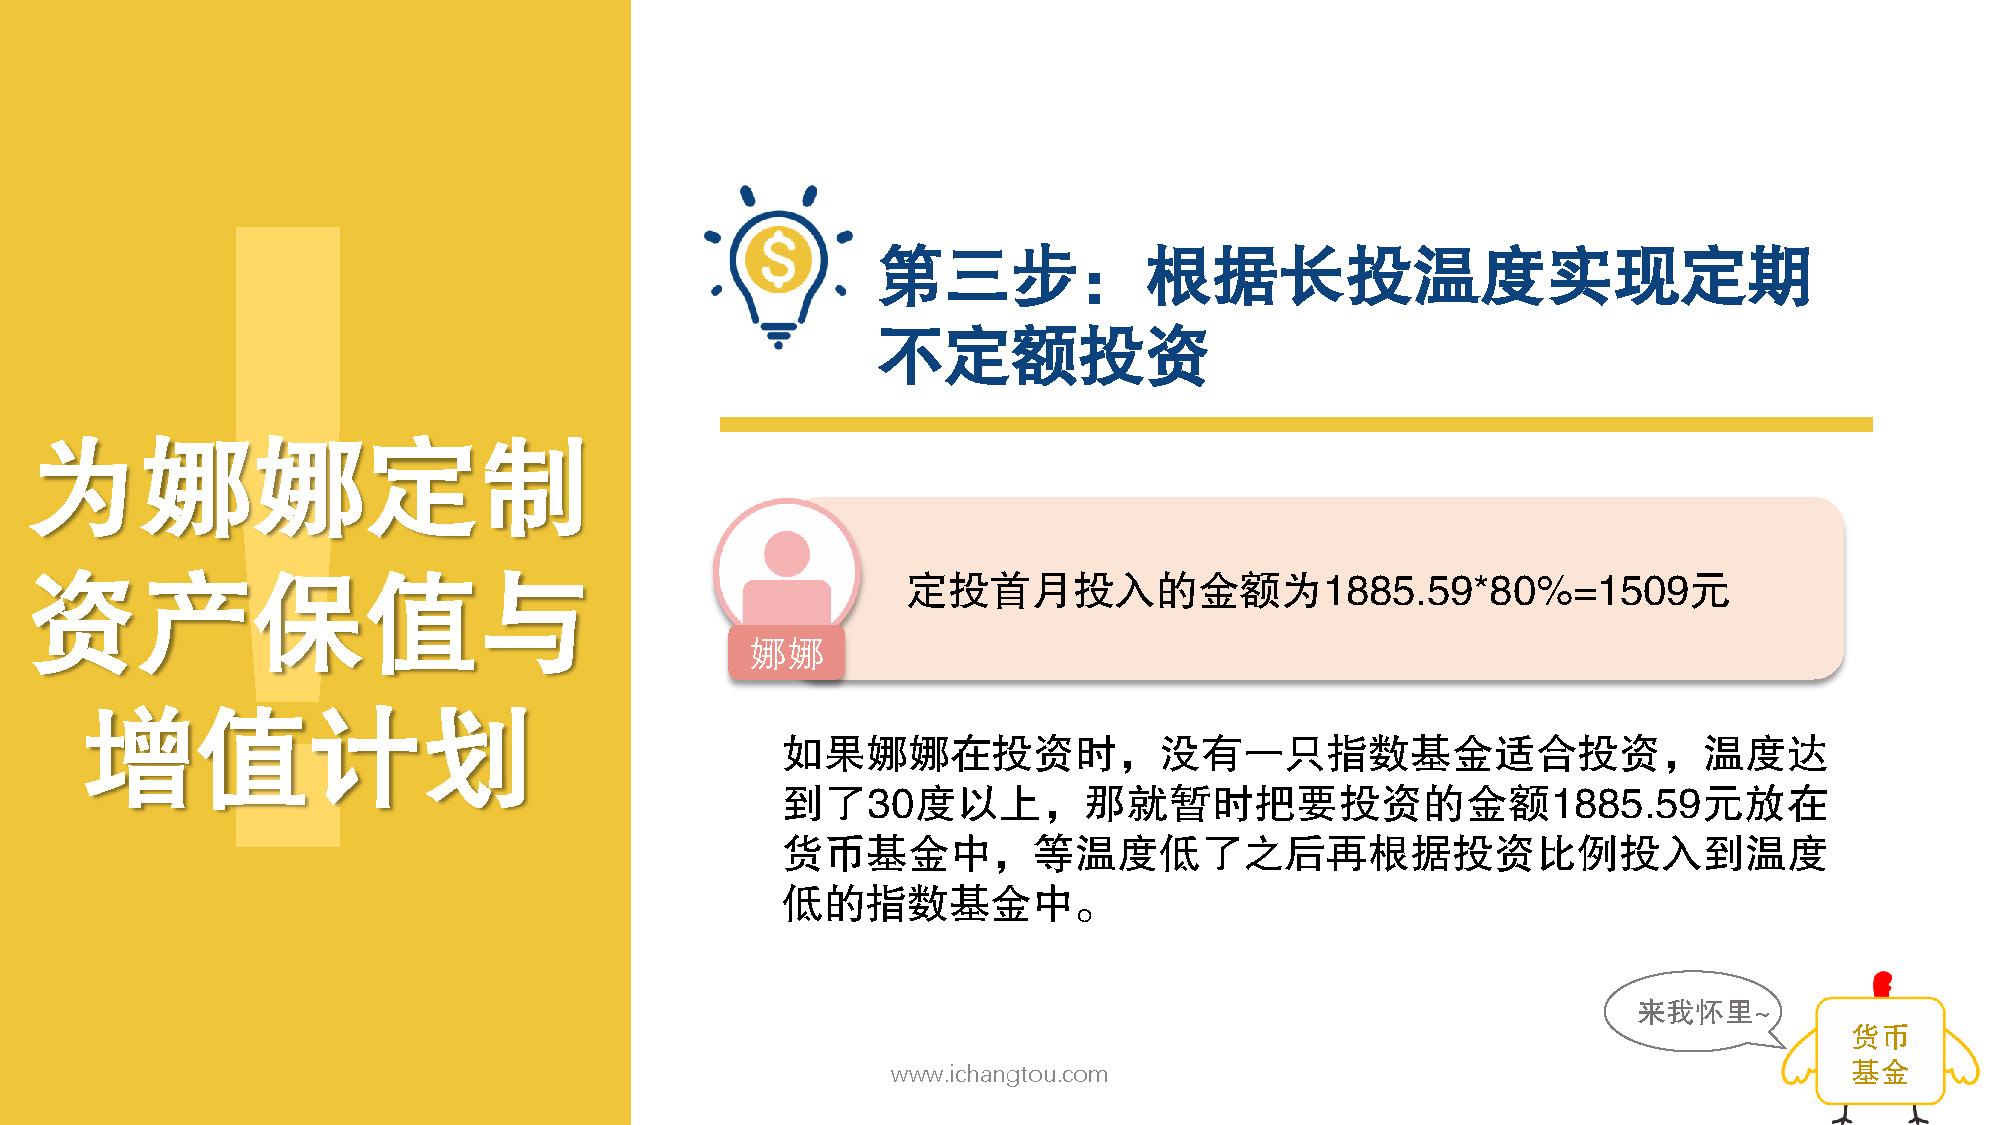 为娜娜定制
资产保值与
增值计划
第三步：根据长投温度实现定期
不定额投资
定投首月投入的金额为1885.59*80%=1509元
娜娜
如果娜娜在投资时，没有一只指数基金适合投资，温度达
到了30度以上，那就暂时把要投资的金额1885.59元放在
货币基金中，等温度低了之后再根据投资比例投入到温度
低的指数基金中。
来我怀里~
货币
基金
www.ichangtou.com